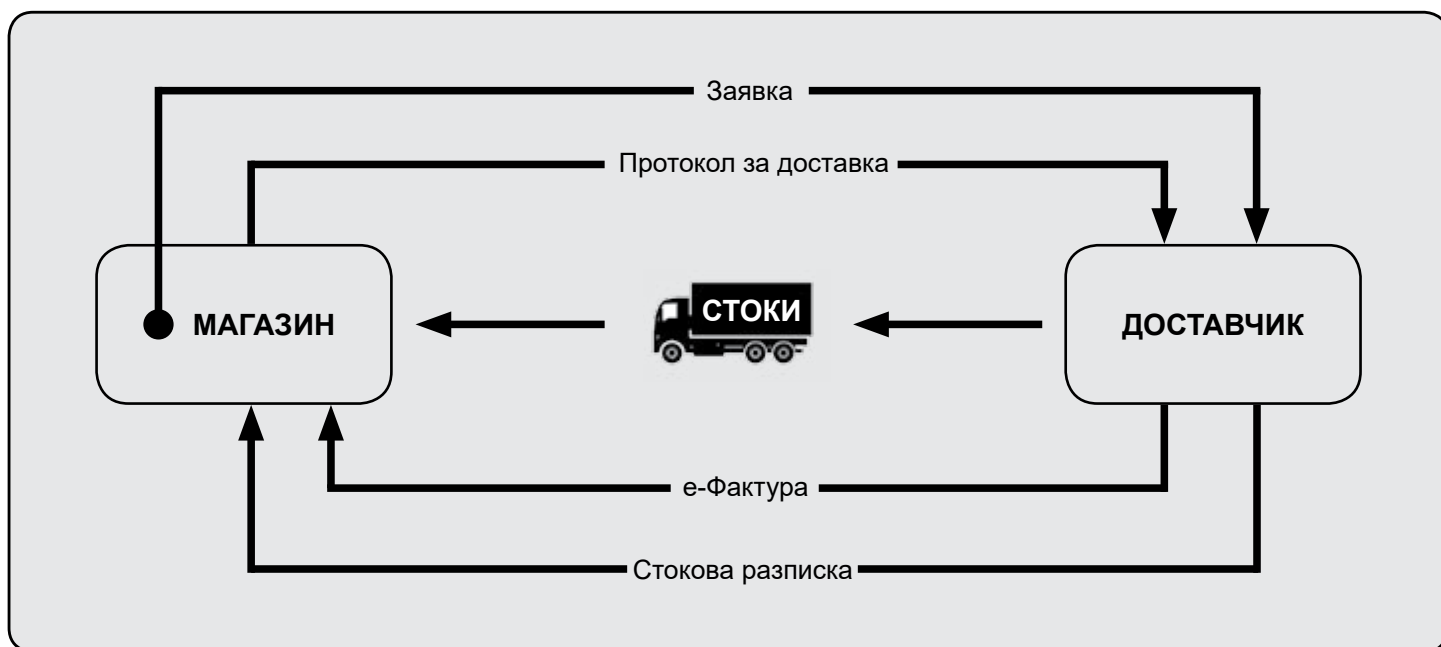 Заявка
Протокол за доставка
МАГАЗИН
СТОКИ
ДОСТАВЧИК
е-Фактура
Стокова разписка